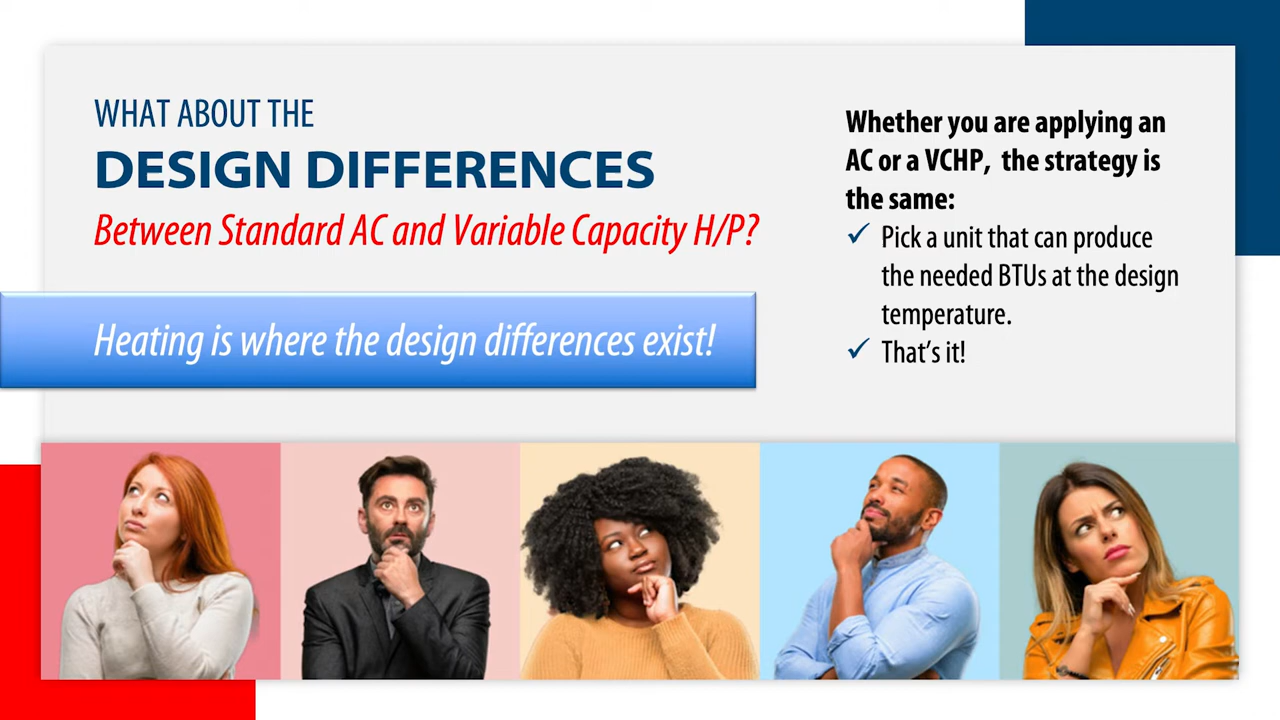 WHAT ABOUT THE
DESIGN DIFFERENCES
Between Standard AC and Variable Capacity H/P?
Heating is where the design differences exist!
Whether you are applying an
AC or a VCHP, the strategy is
the same:
✓ Pick a unit that can produce
the needed BTUs at the design
temperature.
✓ That's it!